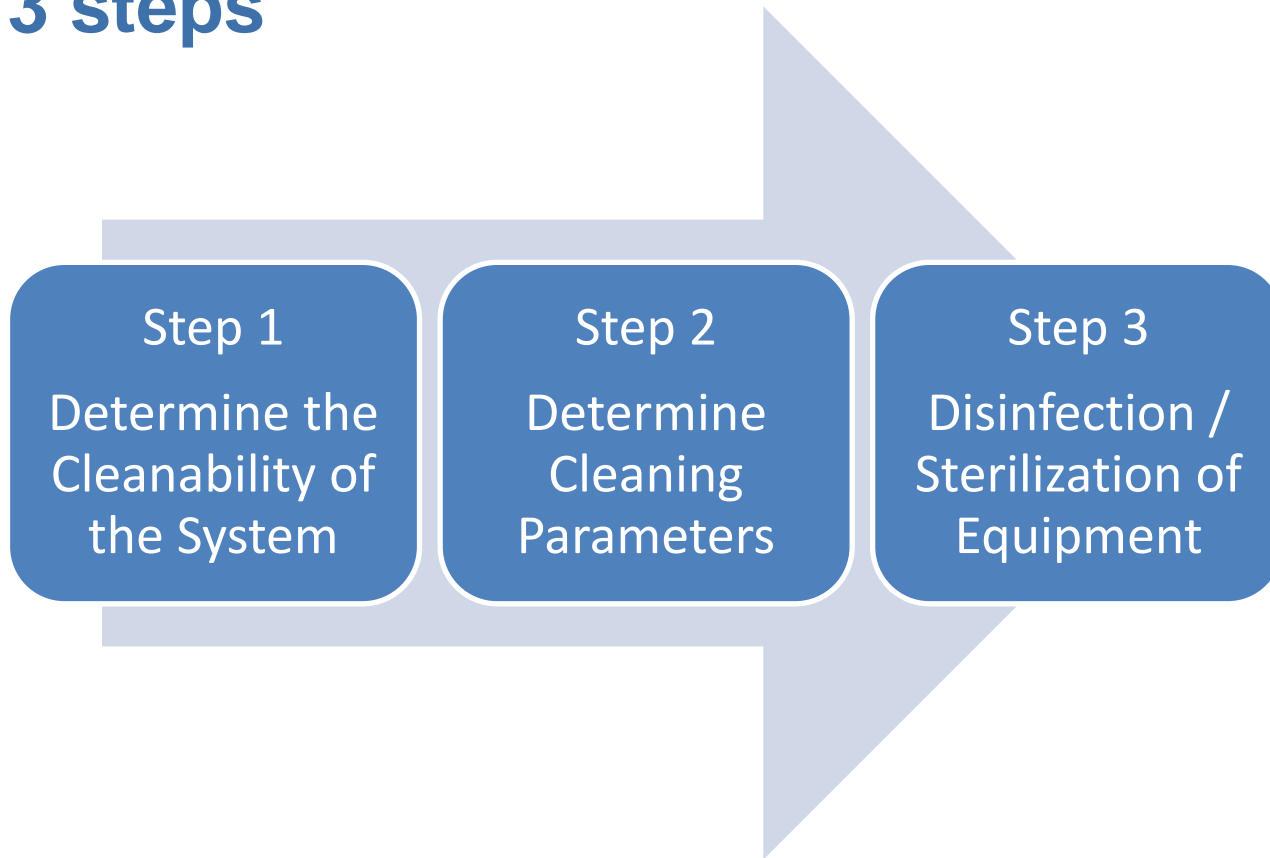 3 steps
Step 1
Determine the
Cleanability of
the System
Step 2
Determine
Cleaning
Parameters
Step 3
Disinfection /
Sterilization of
Equipment